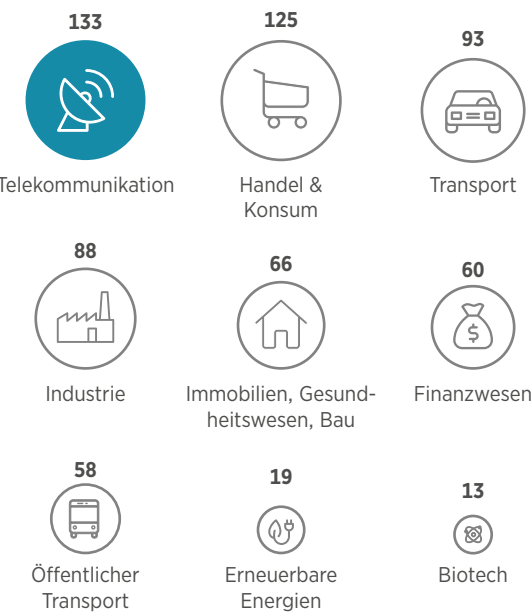 133
125
93
Telekommunikation
Handel &
Konsum
Transport
88
66
60
$
Industrie
Immobilien, Gesund-
heitswesen, Bau
Finanzwesen
58
19
13
Öffentlicher
Transport
Erneuerbare
Energien
Biotech